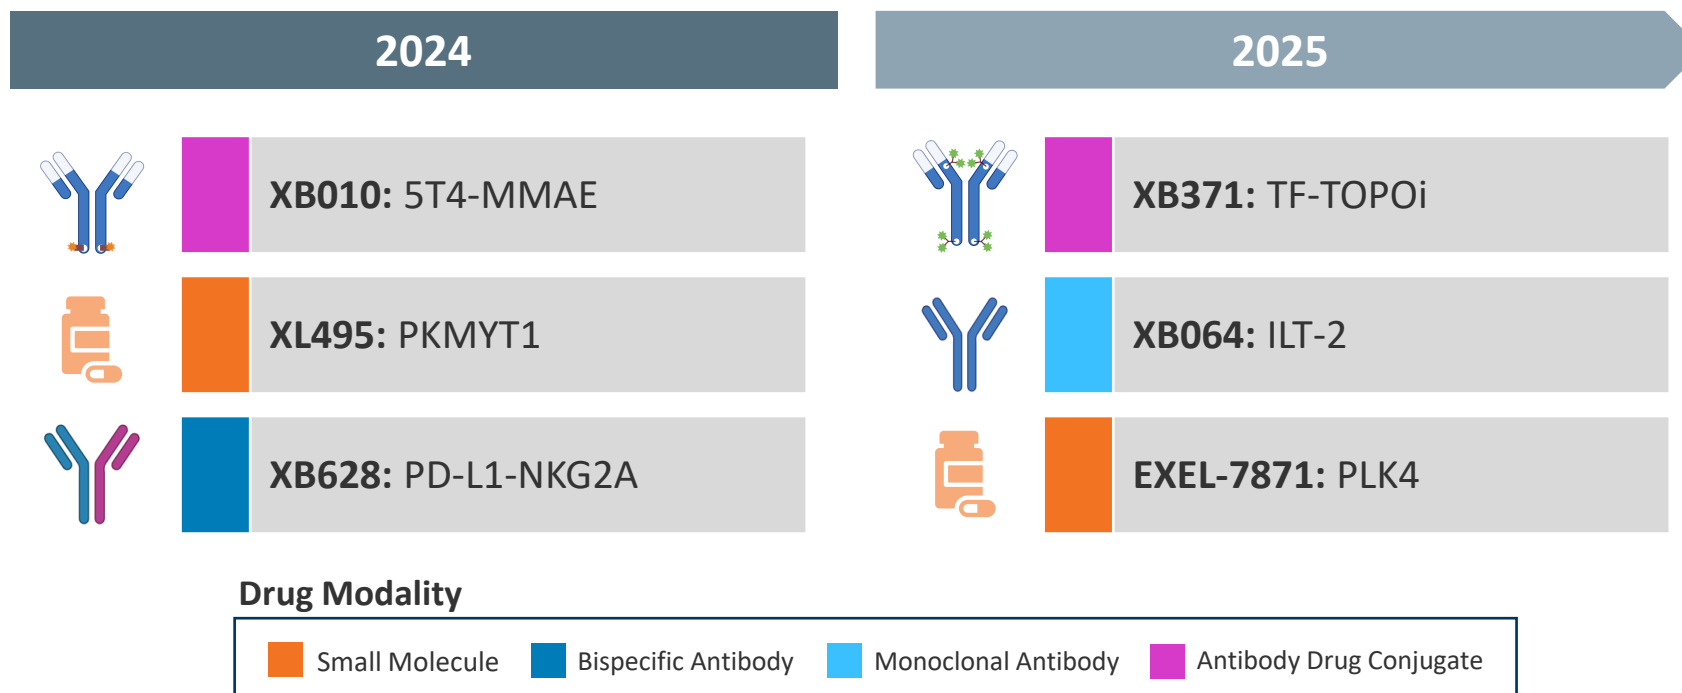 2024
2025
XB010: 5T4-MMAE
XB371: TF-TOPOi
XL495: PKMYT1
XB064: ILT-2
XB628: PD-L1-NKG2A
EXEL-7871: PLK4
Drug Modality
Small Molecule
Bispecific Antibody
Monoclonal Antibody
Antibody Drug Conjugate